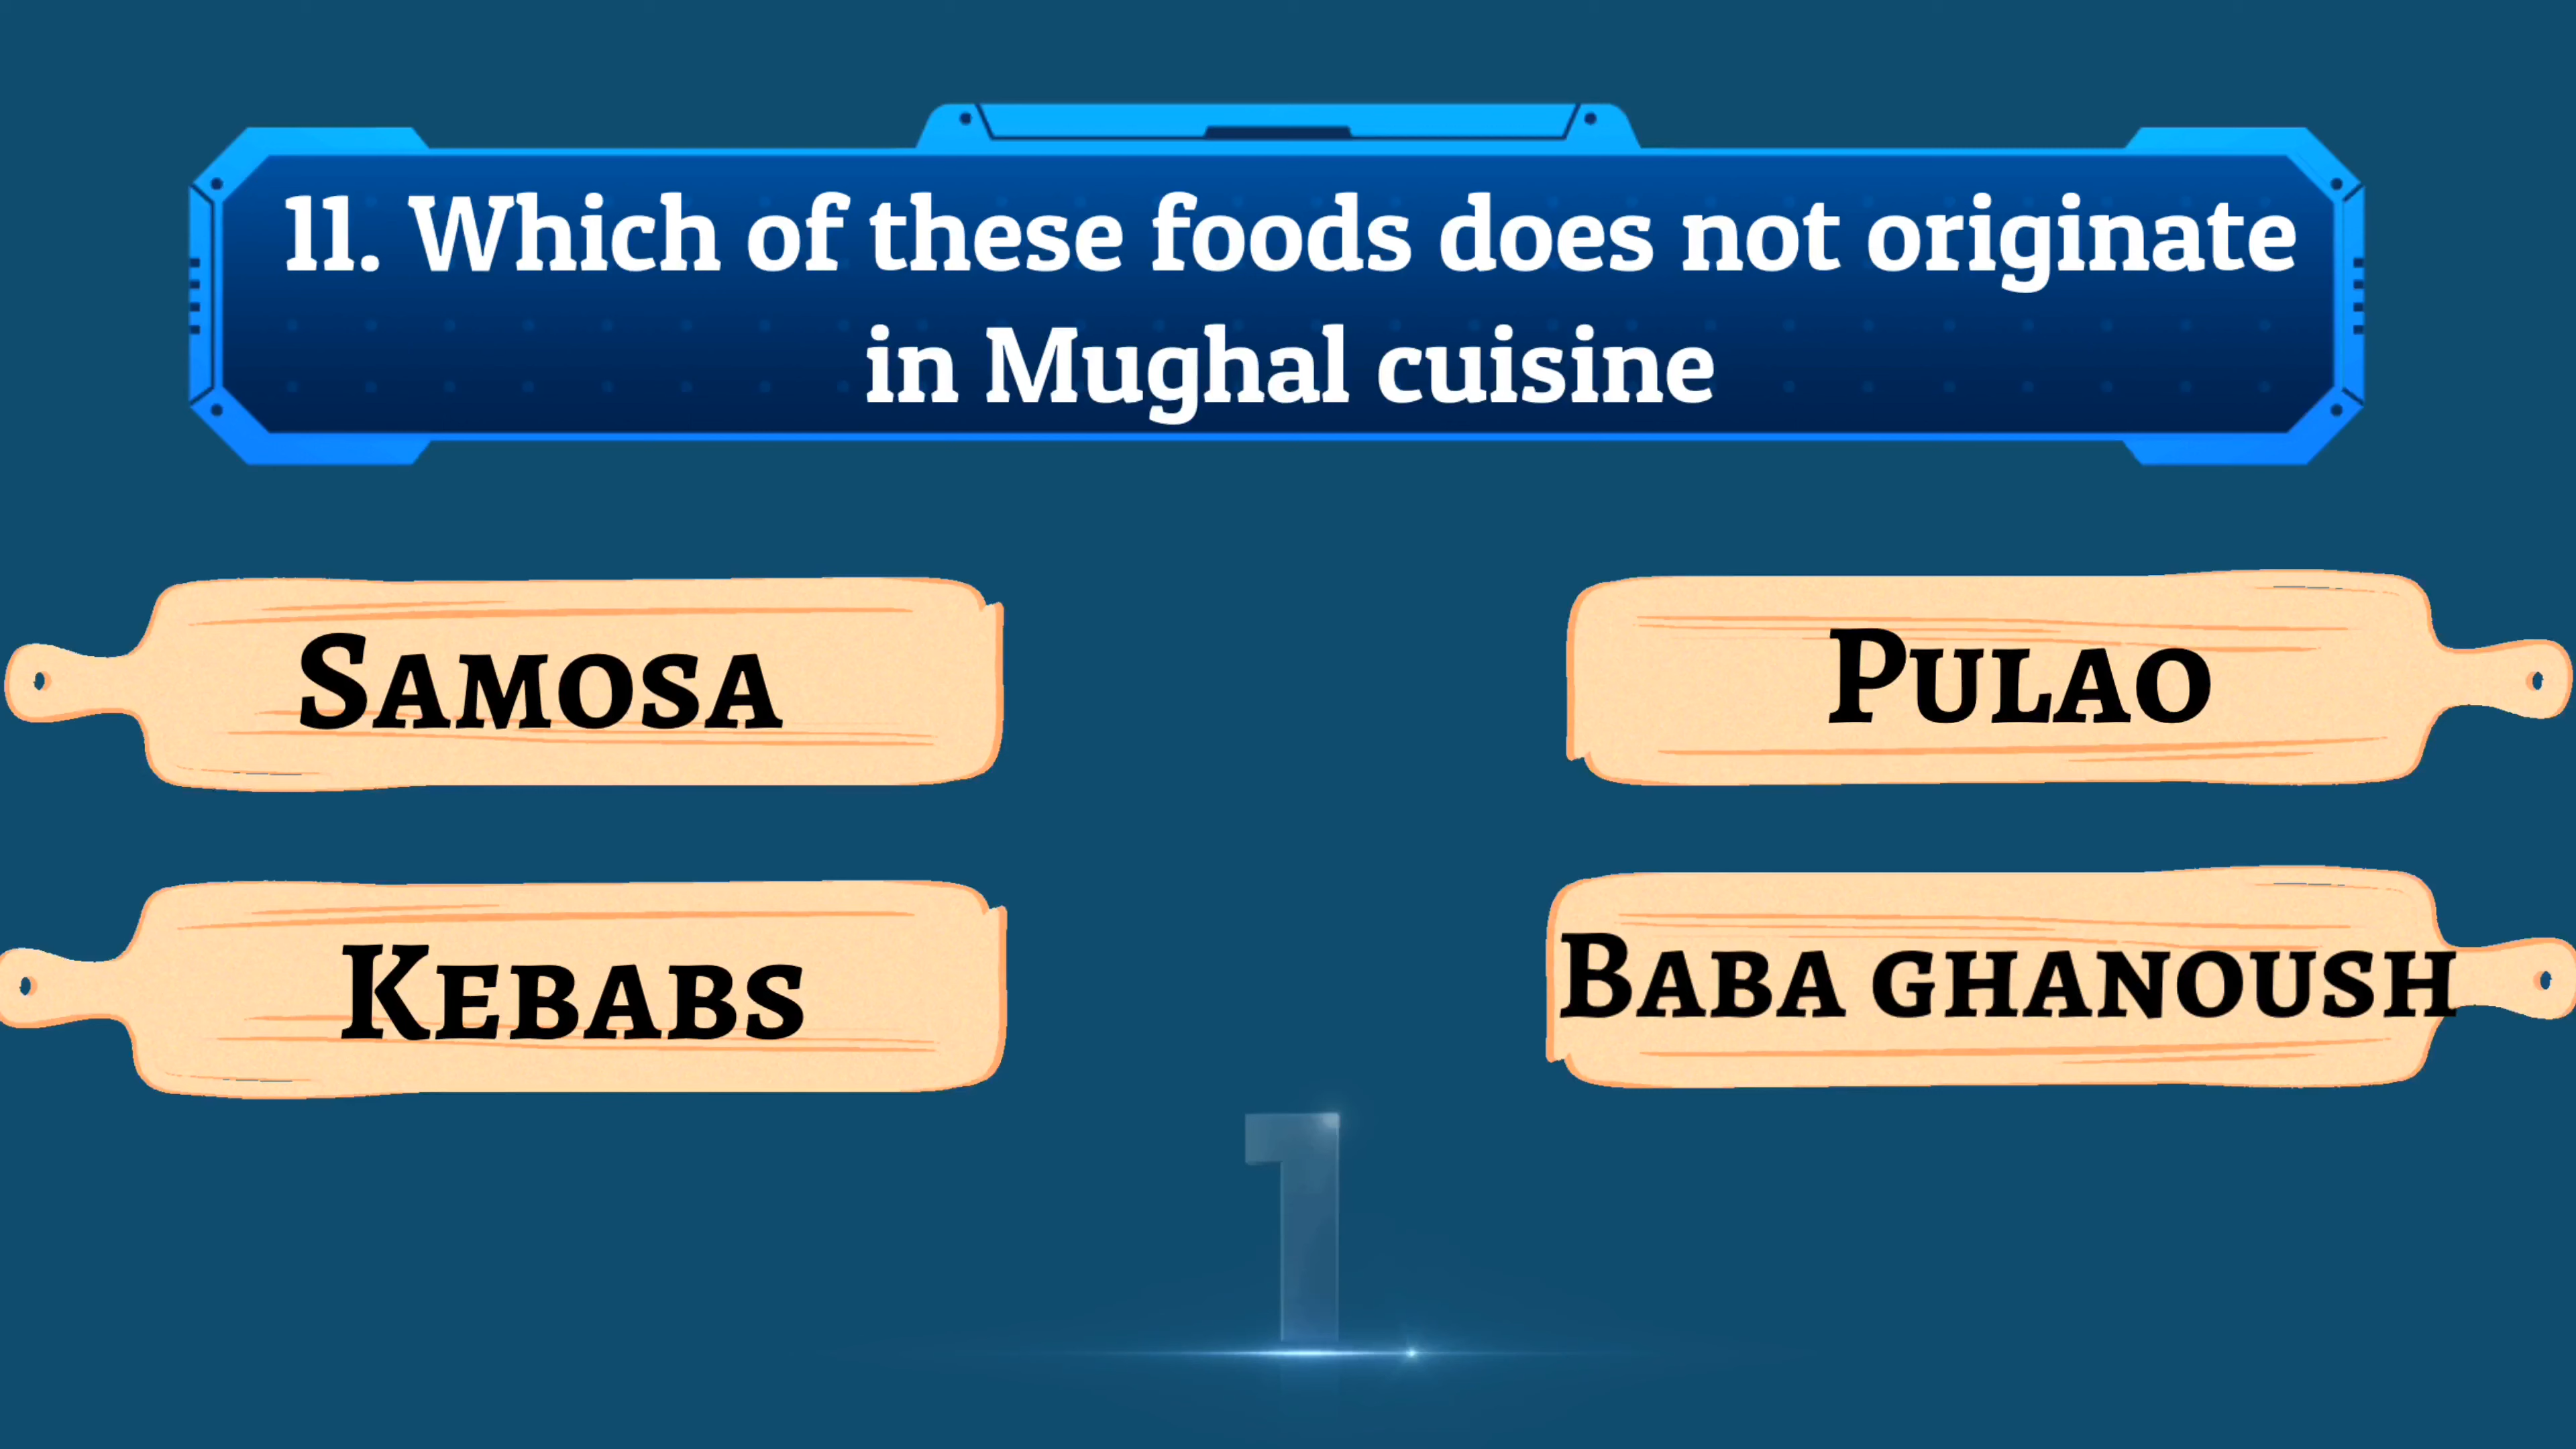 11. Which of these foods does not originate
in Mughal cuisine
Samosa
Pulao
Kebabs
Baba ghanoush
1